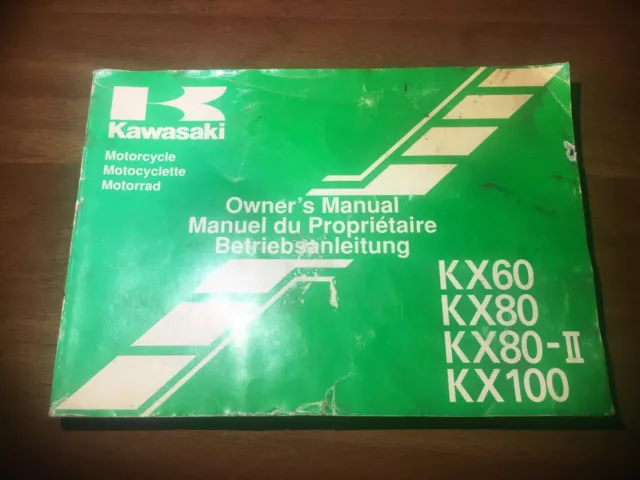 Kawasaki
Motorcycle
Motocyclette
Motorrad
Owner's Manual
Manuel du Propriétaire
Betriebsanleitung
KX60
KX80
KX80-II
KX100